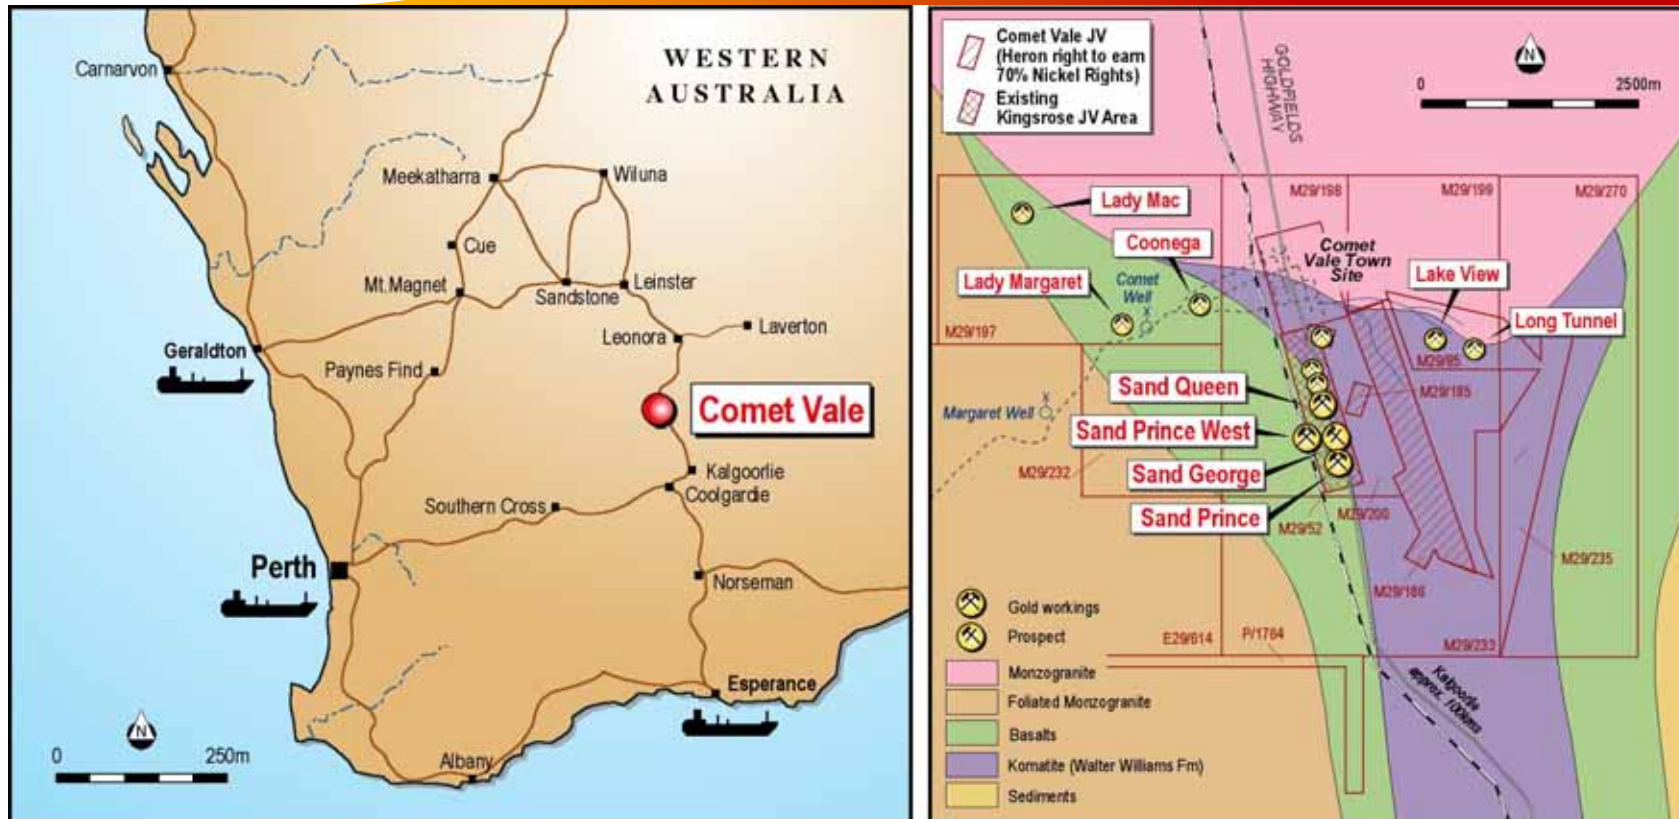 WESTERN
AUSTRALIA
Carnarvon
Meekatharra
Wiluna
Cue
Mt.Magnet
Sandstone
Leinster
Leonora
Laverton
Geraldton
Paynes Find
Comet Vale
Kalgoorlie
Coolgardie
Southern Cross
Perth
Norseman
Esperance
Albany
N
0 250m
Comet Vale JV
(Heron right to earn
70% Nickel Rights)
Existing
Kingsrose JV Area
GOLDFIELDS
HIGHWAY
N
0 2500m
M29/198
M29/199
M29/270
Lady Mac
Coonega
Comet
Vale Town
Site
Lake View
Lady Margaret
Comet
Well
Long Tunnel
M29/197
M29/85
Sand Queen
M29/185
Margaret Well
Sand Prince West
M29/232
Sand George
Sand Prince
M29/52
M29/200
M29/235
M29/186
Gold workings
Prospect
E29/614
P/1764
M29/233
Monzogranite
Foliated Monzogranite
Basalts
Komatite (Walter Williams Fm)
Sediments
Kalgoorlie
approx. 100kms